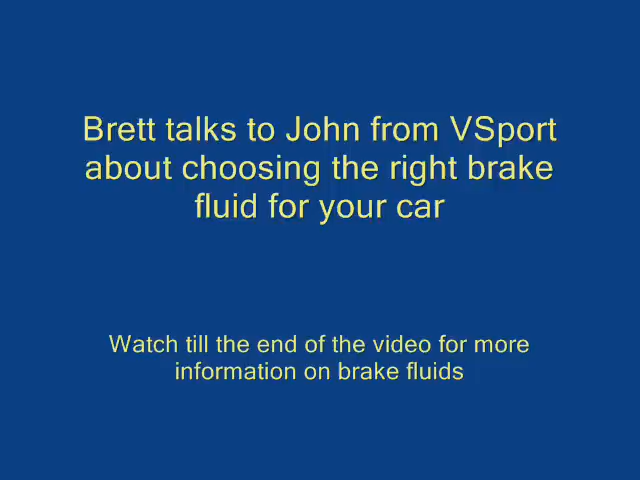 Brett talks to John from VSport
about choosing the right brake
fluid for your car
Watch till the end of the video for more
information on brake fluids